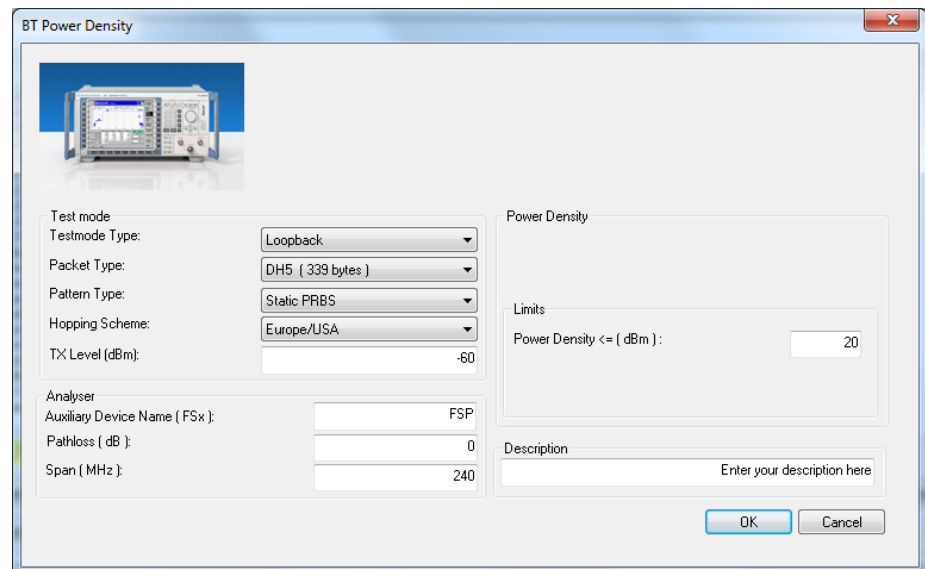 BT Power Density
Test mode
Testmode Type:
Loopback
Packet Type:
DH5 ( 339 bytes )
Pattern Type:
Static PRBS
Hopping Scheme:
Europe/USA
TX Level (dBm):
-60
Analyser
Auxiliary Device Name ( FSx ):
FSP
Pathloss ( dB ):
0
Span ( MHz ):
240
Power Density
Limits
Power Density <= ( dBm ) :
20
Description
Enter your description here
OK
Cancel